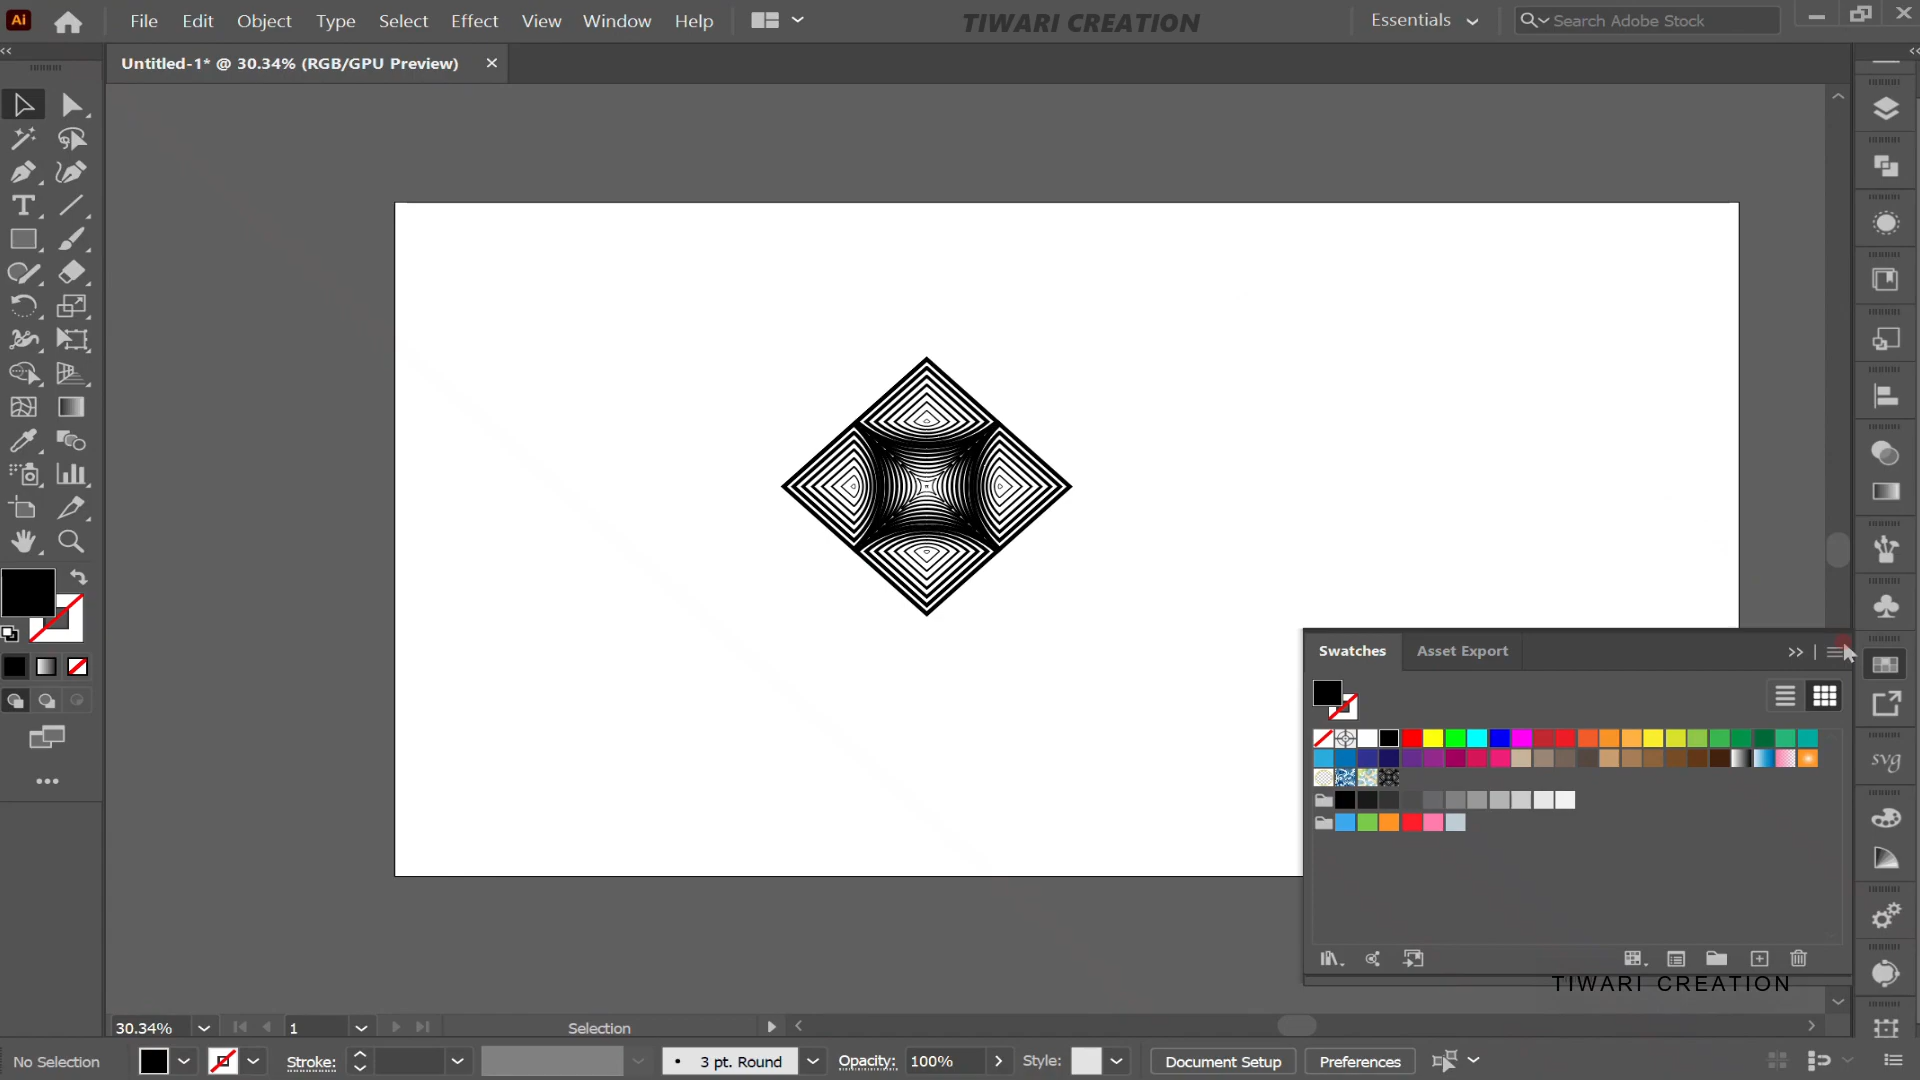 Ai File Edit Object Type Select Effect View Window Help TIWARI CREATION Essentials Search Adobe Stock
Untitled-1* @ 30.34% (RGB/GPU Preview)
Swatches Asset Export
svg
TIWARI CREATION
30.34% 1 Selection
No Selection Stroke: 3 pt. Round Opacity: 100% Style: Document Setup Preferences